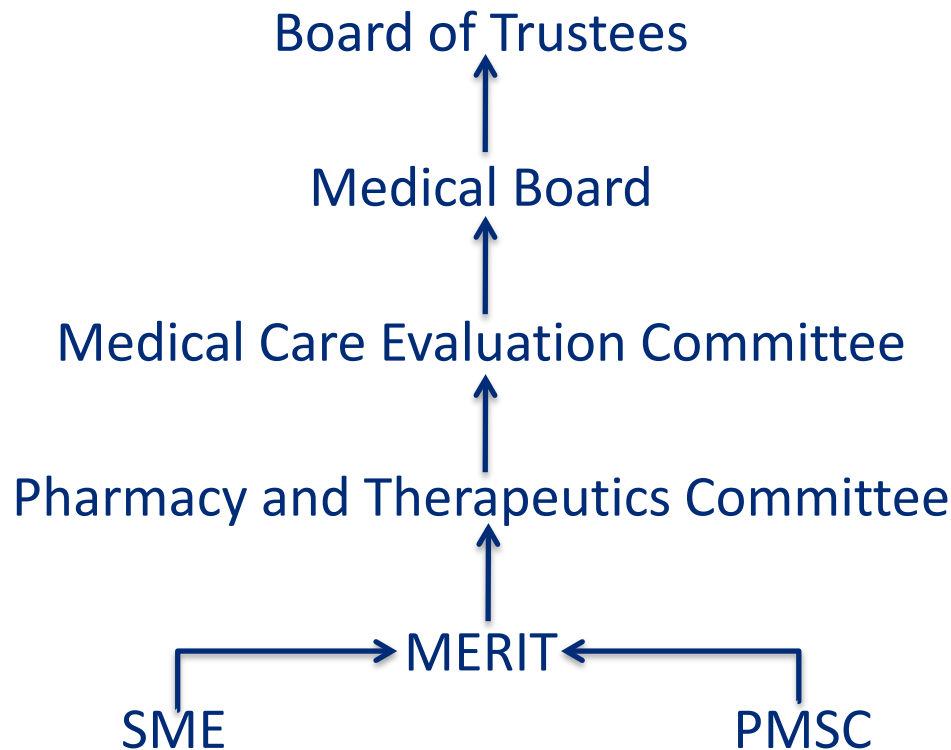 Board of Trustees
Medical Board
Medical Care Evaluation Committee
Pharmacy and Therapeutics Committee
MERIT
SME
PMSC